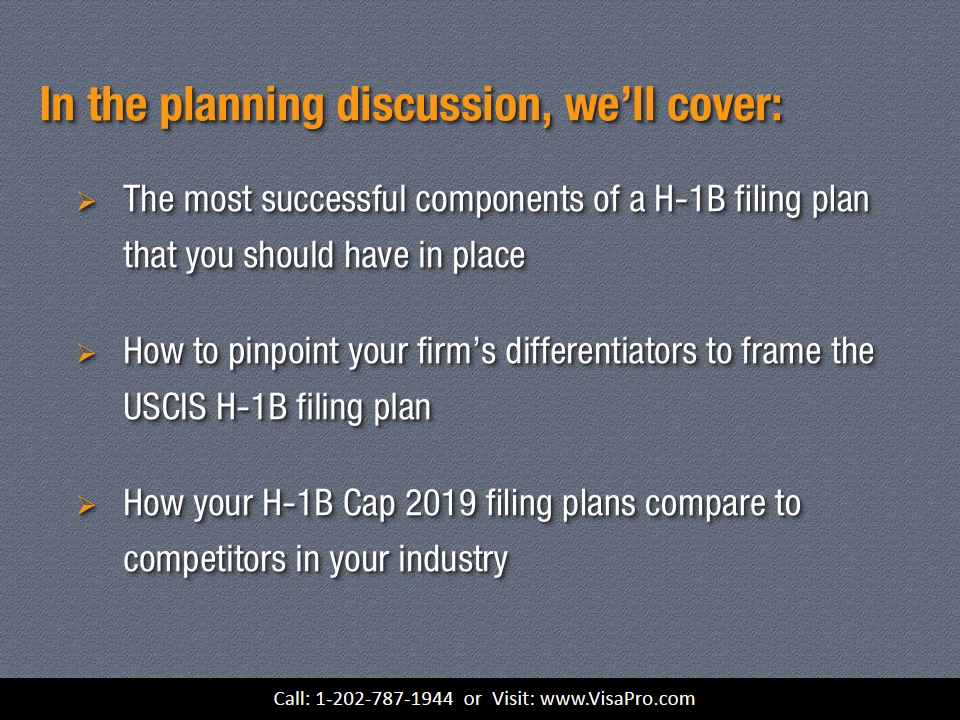 In the planning discussion, we’ll cover:
The most successful components of a H-1B filing plan
that you should have in place
How to pinpoint your firm’s differentiators to frame the
USCIS H-1B filing plan
How your H-1B Cap 2019 filing plans compare to
competitors in your industry
Call: 1-202-787-1944 or Visit: www.VisaPro.com